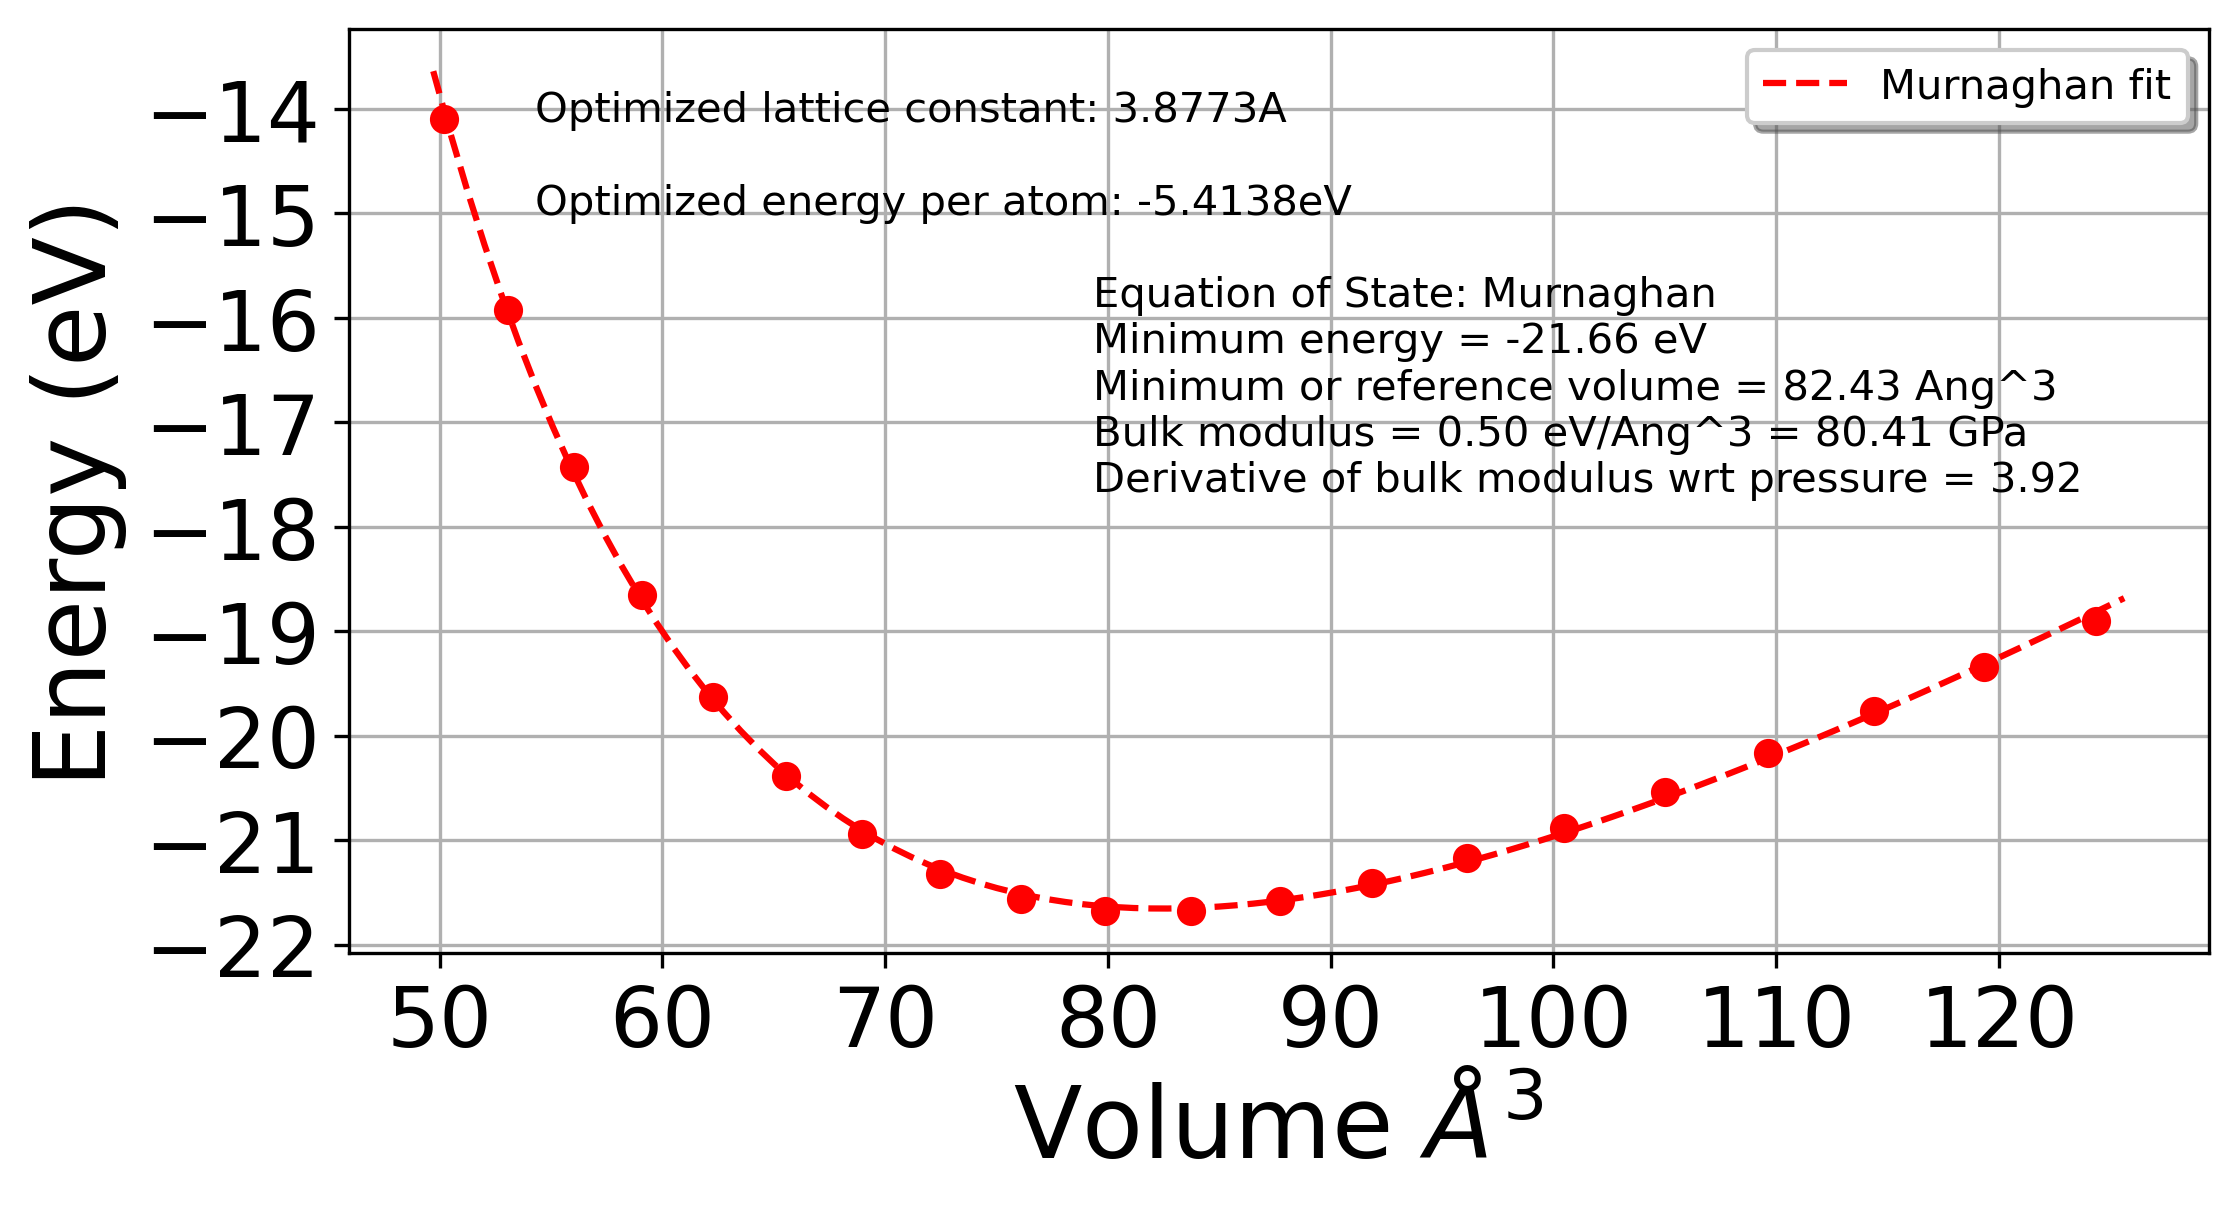 Murnaghan fit
Optimized lattice constant: 3.8773A
Optimized energy per atom: -5.4138eV
Equation of State: Murnaghan
Minimum energy = -21.66 eV
Minimum or reference volume = 82.43 Ang^3
Bulk modulus = 0.50 eV/Ang^3 = 80.41 GPa
Derivative of bulk modulus wrt pressure = 3.92
Energy (eV)
−14
−15
−16
−17
−18
−19
−20
−21
−22
50 60 70 80 90 100 110 120
Volume Å³